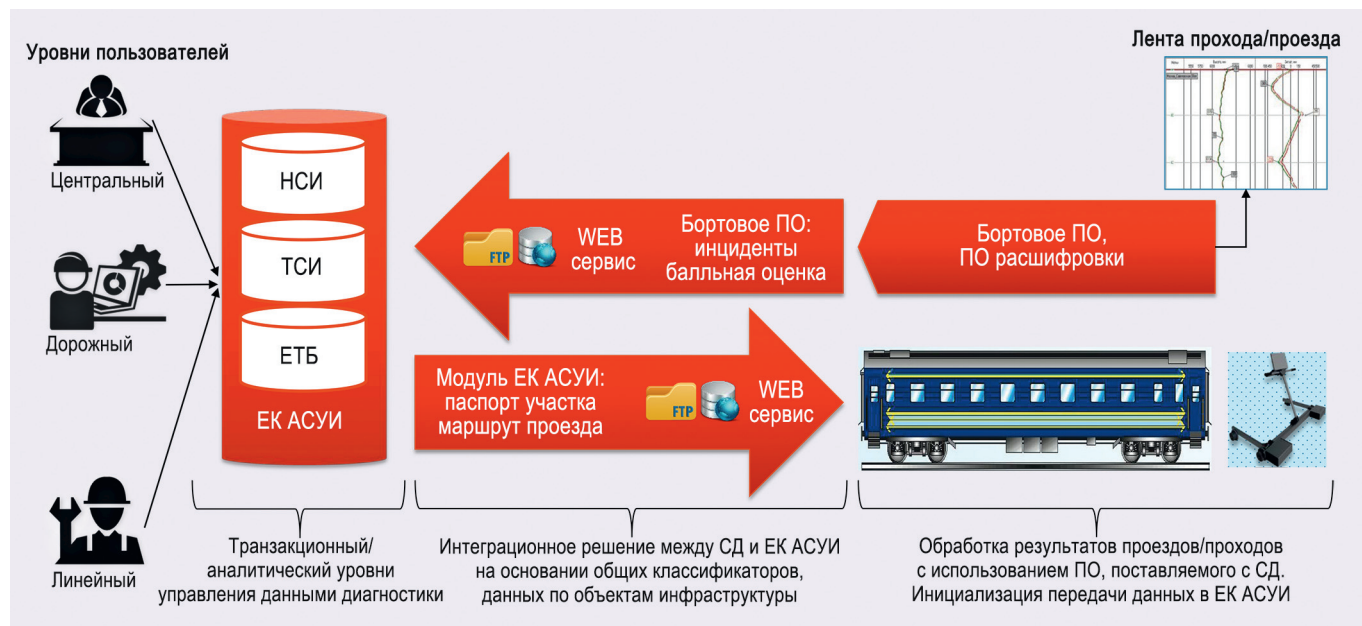 Уровни пользователей
Центральный
Дорожный
Линейный
НСИ
ТСИ
ЕТБ
ЕК АСУИ
FTP
WEB
сервис
Бортовое ПО:
инциденты
балльная оценка
Модуль ЕК АСУИ:
паспорт участка
маршрут проезда
FTP
WEB
сервис
Лента прохода/проезда
Бортовое ПО,
ПО расшифровки
Транзакционный/
аналитический уровни
управления данными диагностики
Интеграционное решение между СД и ЕК АСУИ
на основании общих классификаторов,
данных по объектам инфраструктуры
Обработка результатов проездов/проходов
с использованием ПО, поставляемого с СД.
Инициализация передачи данных в ЕК АСУИ